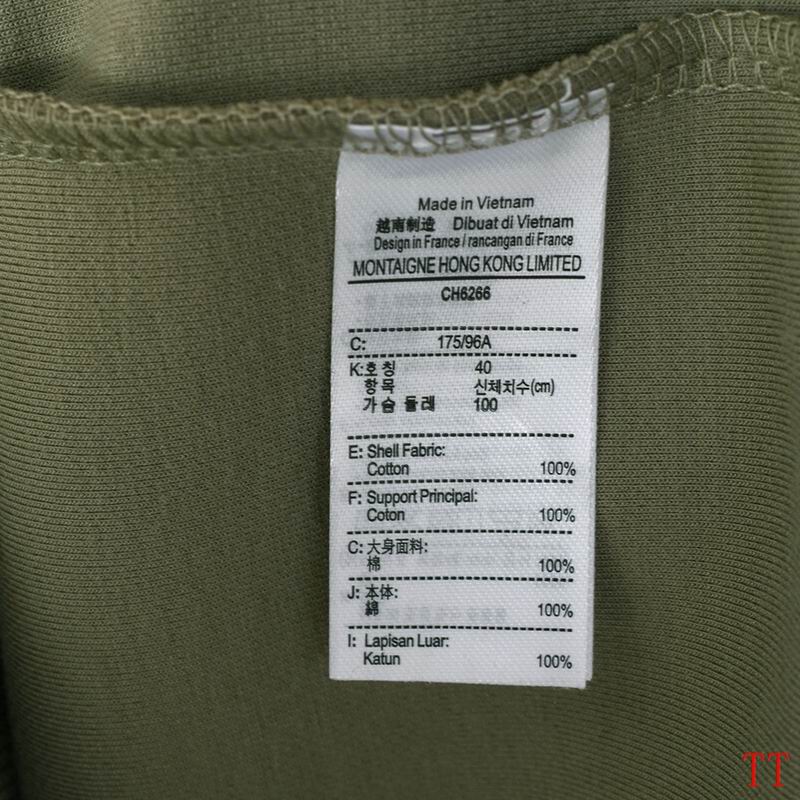 Made in Vietnam
越南制造 Dibuat di Vietnam
Design in France / rancangan di France
MONTAIGNE HONG KONG LIMITED
CH6266
C: 175/96A
K:호칭 40
항목 신체치수(cm)
가슴 둘레 100
E: Shell Fabric:
Cotton 100%
F: Support Principal:
Coton 100%
C: 大身面料:
棉 100%
J: 本体:
綿 100%
I: Lapisan Luar:
Katun 100%
TT